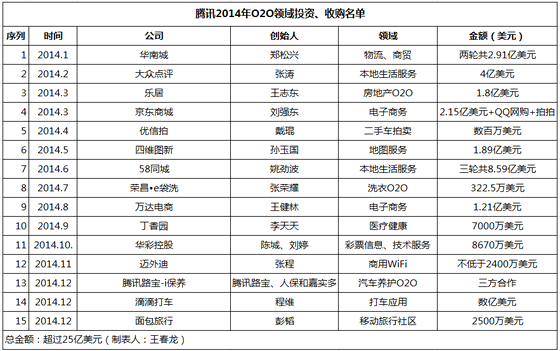 腾讯2014年O2O领域投资、收购名单
序列 时间 公司 创始人 领域 金额（美元）
1 2014.1 华南城 郑松兴 物流、商贸 两轮共2.91亿美元
2 2014.2 大众点评 张涛 本地生活服务 4亿美元
3 2014.3 乐居 王志东 房地产O2O 1.8亿美元
4 2014.3 京东商城 刘强东 电子商务 2.15亿美元+QQ网购+拍拍
5 2014.4 优信拍 戴琨 二手车拍卖 数百万美元
6 2014.5 四维图新 孙玉国 地图服务 1.89亿美元
7 2014.6 58同城 姚劲波 本地生活服务 三轮共8.59亿美元
8 2014.7 荣昌•e袋洗 张荣耀 洗衣O2O 322.5万美元
9 2014.8 万达电商 王健林 电子商务 1.21亿美元
10 2014.9 丁香园 李天天 医疗健康 7000万美元
11 2014.10. 华彩控股 陈城、刘婷 彩票信息、技术服务 8670万美元
12 2014.11 迈外迪 张程 商用WiFi 不低于2400万美元
13 2014.12 腾讯路宝-i保养 腾讯路宝、人保和嘉实多 汽车养护O2O 三方合作
14 2014.12 滴滴打车 程维 打车应用 数亿美元
15 2014.12 面包旅行 彭韬 移动旅行社区 2500万美元
总金额：超过25亿美元（制表人：王春龙）